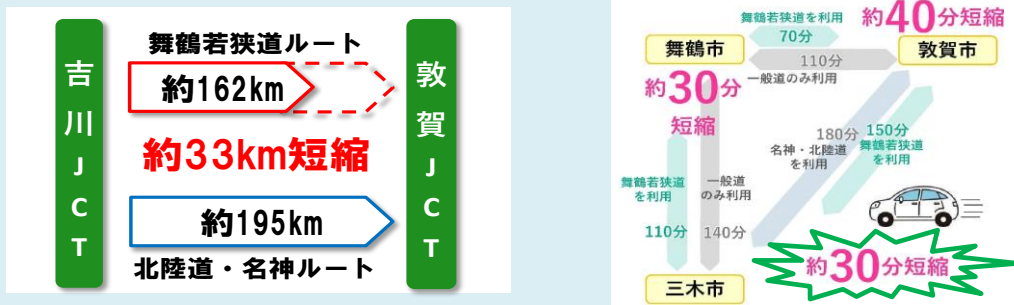 吉川JCT
舞鶴若狭道ルート
約162km
約33km短縮
約195km
北陸道・名神ルート
敦賀JCT
舞鶴若狭道を利用
約40分短縮
70分
舞鶴市
敦賀市
110分
一般道のみ利用
約30分
短縮
180分
名神・北陸道
を利用
150分
舞鶴若狭道
を利用
舞鶴若狭道
を利用
一般道
のみ利用
110分
140分
約30分短縮
三木市